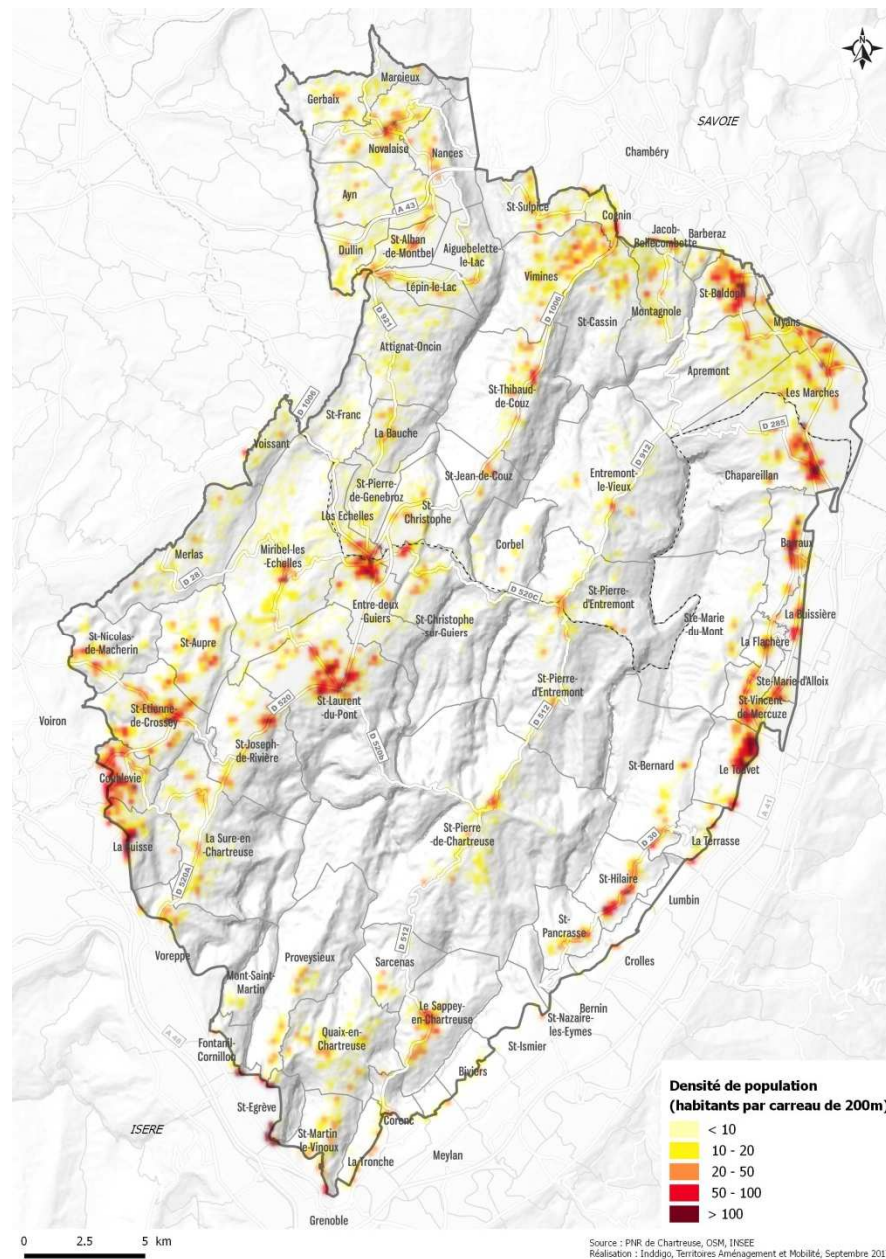 N
SAVOIE
Marcieux
Gerbaix
Novalaise
Nances
Chambéry
Ayn
A 43
St-Sulpice
Cognin
Jacob-
Bellecombette
Barberaz
Dullin
St-Alban
-de-Montbel
Aiguebelette
-le-Lac
Lépin-le-Lac
Vimines
St-Baldoph
D 1006
Montagnole
Myans
D 921
St-Cassin
Attignat-Oncin
Apremont
Les Marches
St-Thibaud-
de-Couz
D 1006
St-Franc
La Bauche
Voissant
D 912
D 285
St-Jean-de-Couz
Entremont
-le-Vieux
Chapareillan
St-Pierre-
de-Genebroz
St-
Christophe
Les Echelles
Corbel
Barraux
Merlas
Miribel-les
-Echelles
D 28
D 520C
St-Pierre-
d'Entremont
Entre-deux
-Guiers
St-Christophe
-sur-Guiers
Ste-Marie
-du-Mont
La Buissière
St-Nicolas-
de-Macherin
St-Aupre
La Flachère
St-Pierre-
d'Entremont
Ste-Marie-d'Alloix
St-Vincent
-de-Mercuze
Voiron
St-Etienne-
de-Crossey
D 520
St-Laurent
-du-Pont
D 512
St-Joseph-
de-Rivière
D 520b
Coublevie
St-Bernard
Le Touvet
A 41
La Buisse
La Sure-en
-Chartreuse
St-Pierre
-de-Chartreuse
D 30
La Terrasse
D 520A
St-Hilaire
Lumbin
St-
Pancrasse
D 512
Voreppe
Proveysieux
Sarcenas
Crolles
Mont-Saint-
Martin
Le Sappey-
en-Chartreuse
Bernin
St-Nazaire-
les-Eymes
A 48
Fontanil-
Cornillon
Quaix-en-
Chartreuse
St-Ismier
Biviers
St-Egrève
ISERE
St-Martin
-le-Vinoux
Corenc
La Tronche
Meylan
Grenoble
Densité de population
(habitants par carreau de 200m)
< 10
10 - 20
20 - 50
50 - 100
> 100
0 2.5 5 km
Source : PNR de Chartreuse, OSM, INSEE
Réalisation : Inddigo, Territoires Aménagement et Mobilité, Septembre 201